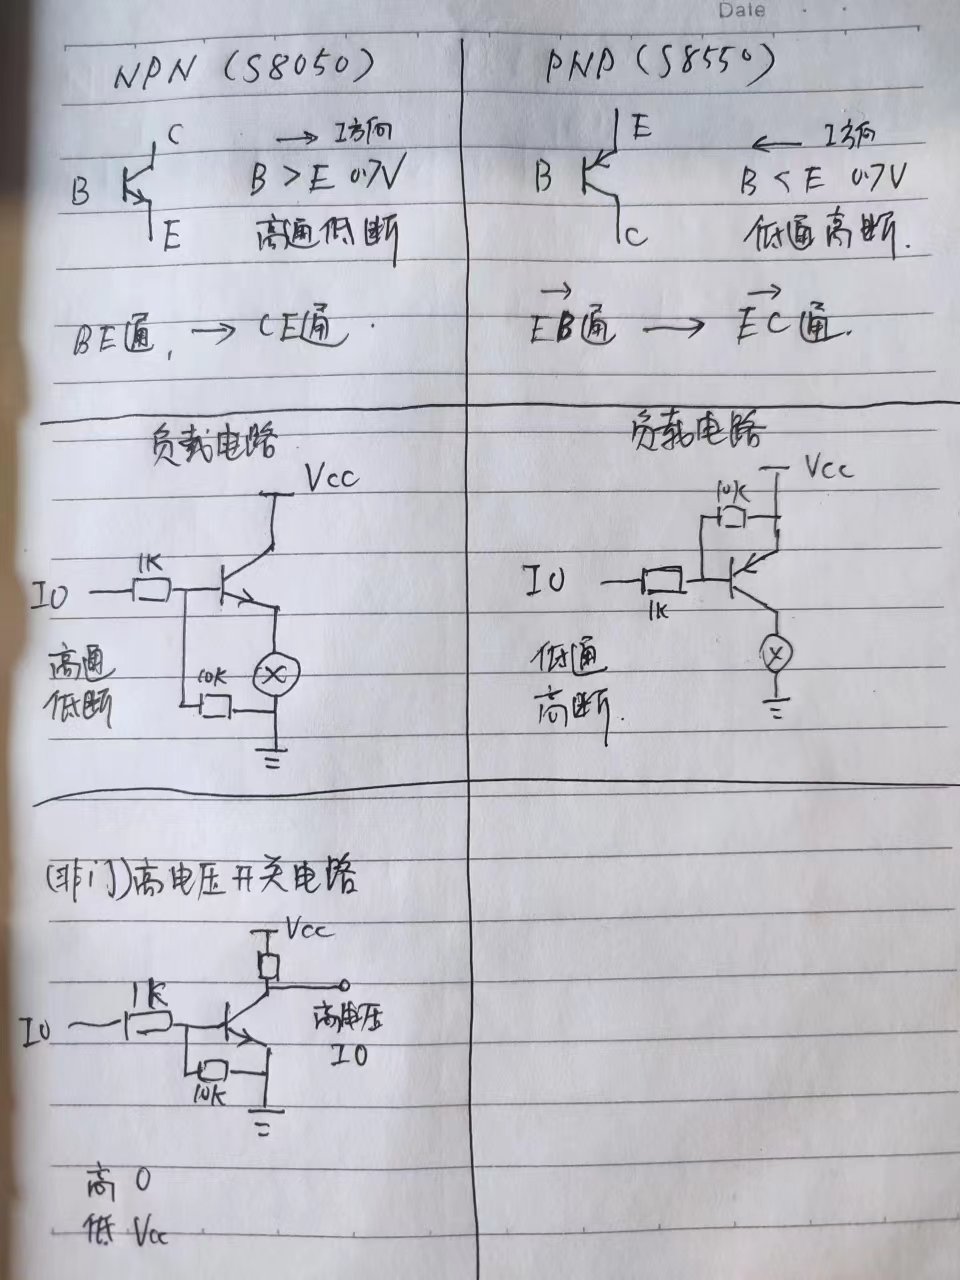 Date
NPN (S8050)
C
B
E
→ I方向
B > E 0.7V
高通低断
BE通, → CE通.
PNP (S8550)
E
B
C
← I方向
B < E 0.7V
低通高断.
EB通 → EC通.
负载电路
Vcc
1K
IO
10K
高通
低断
负载电路
Vcc
10K
IO
1K
低通
高断.
(非门)高电压开关电路
Vcc
1K
IO
高电压
IO
10K
高 0
低 Vcc